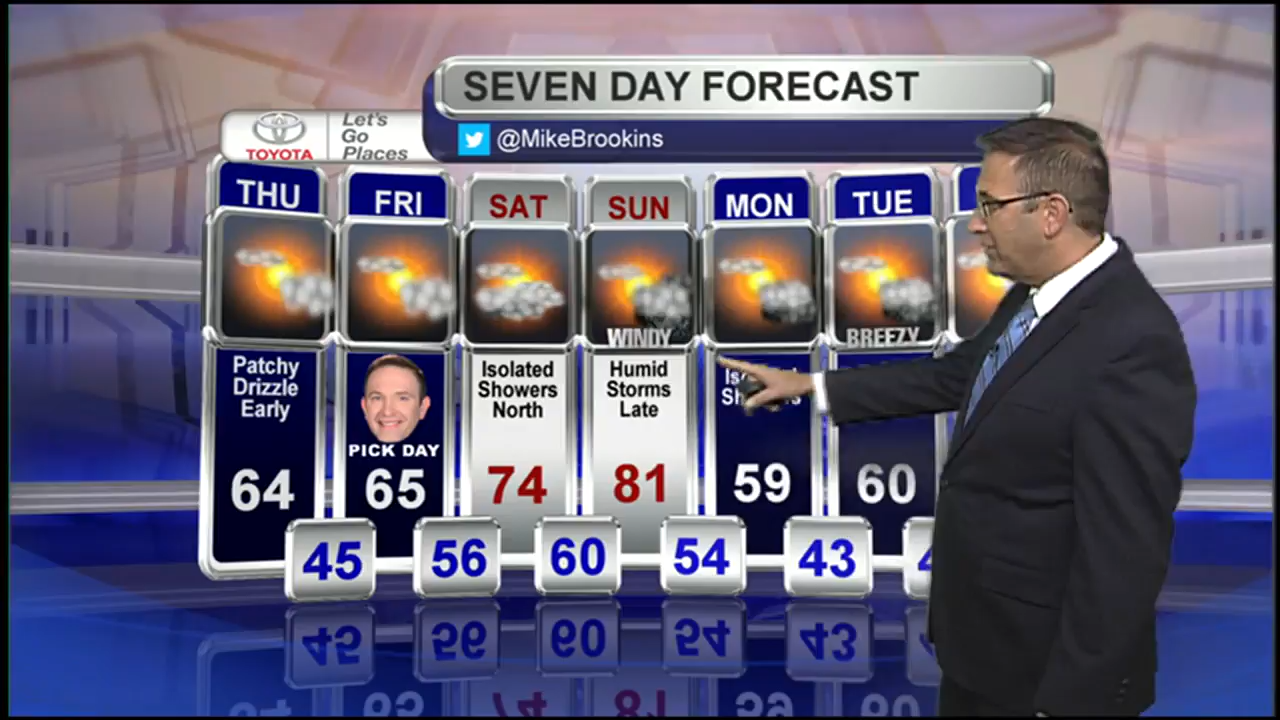 SEVEN DAY FORECAST
@MikeBrookins
TOYOTA
Let's
Go
Places
THU
FRI
SAT
SUN
MON
TUE
WINDY
BREEZY
Patchy
Drizzle
Early
PICK DAY
Isolated
Showers
North
Humid
Storms
Late
64
65
74
81
59
60
45
56
60
54
43